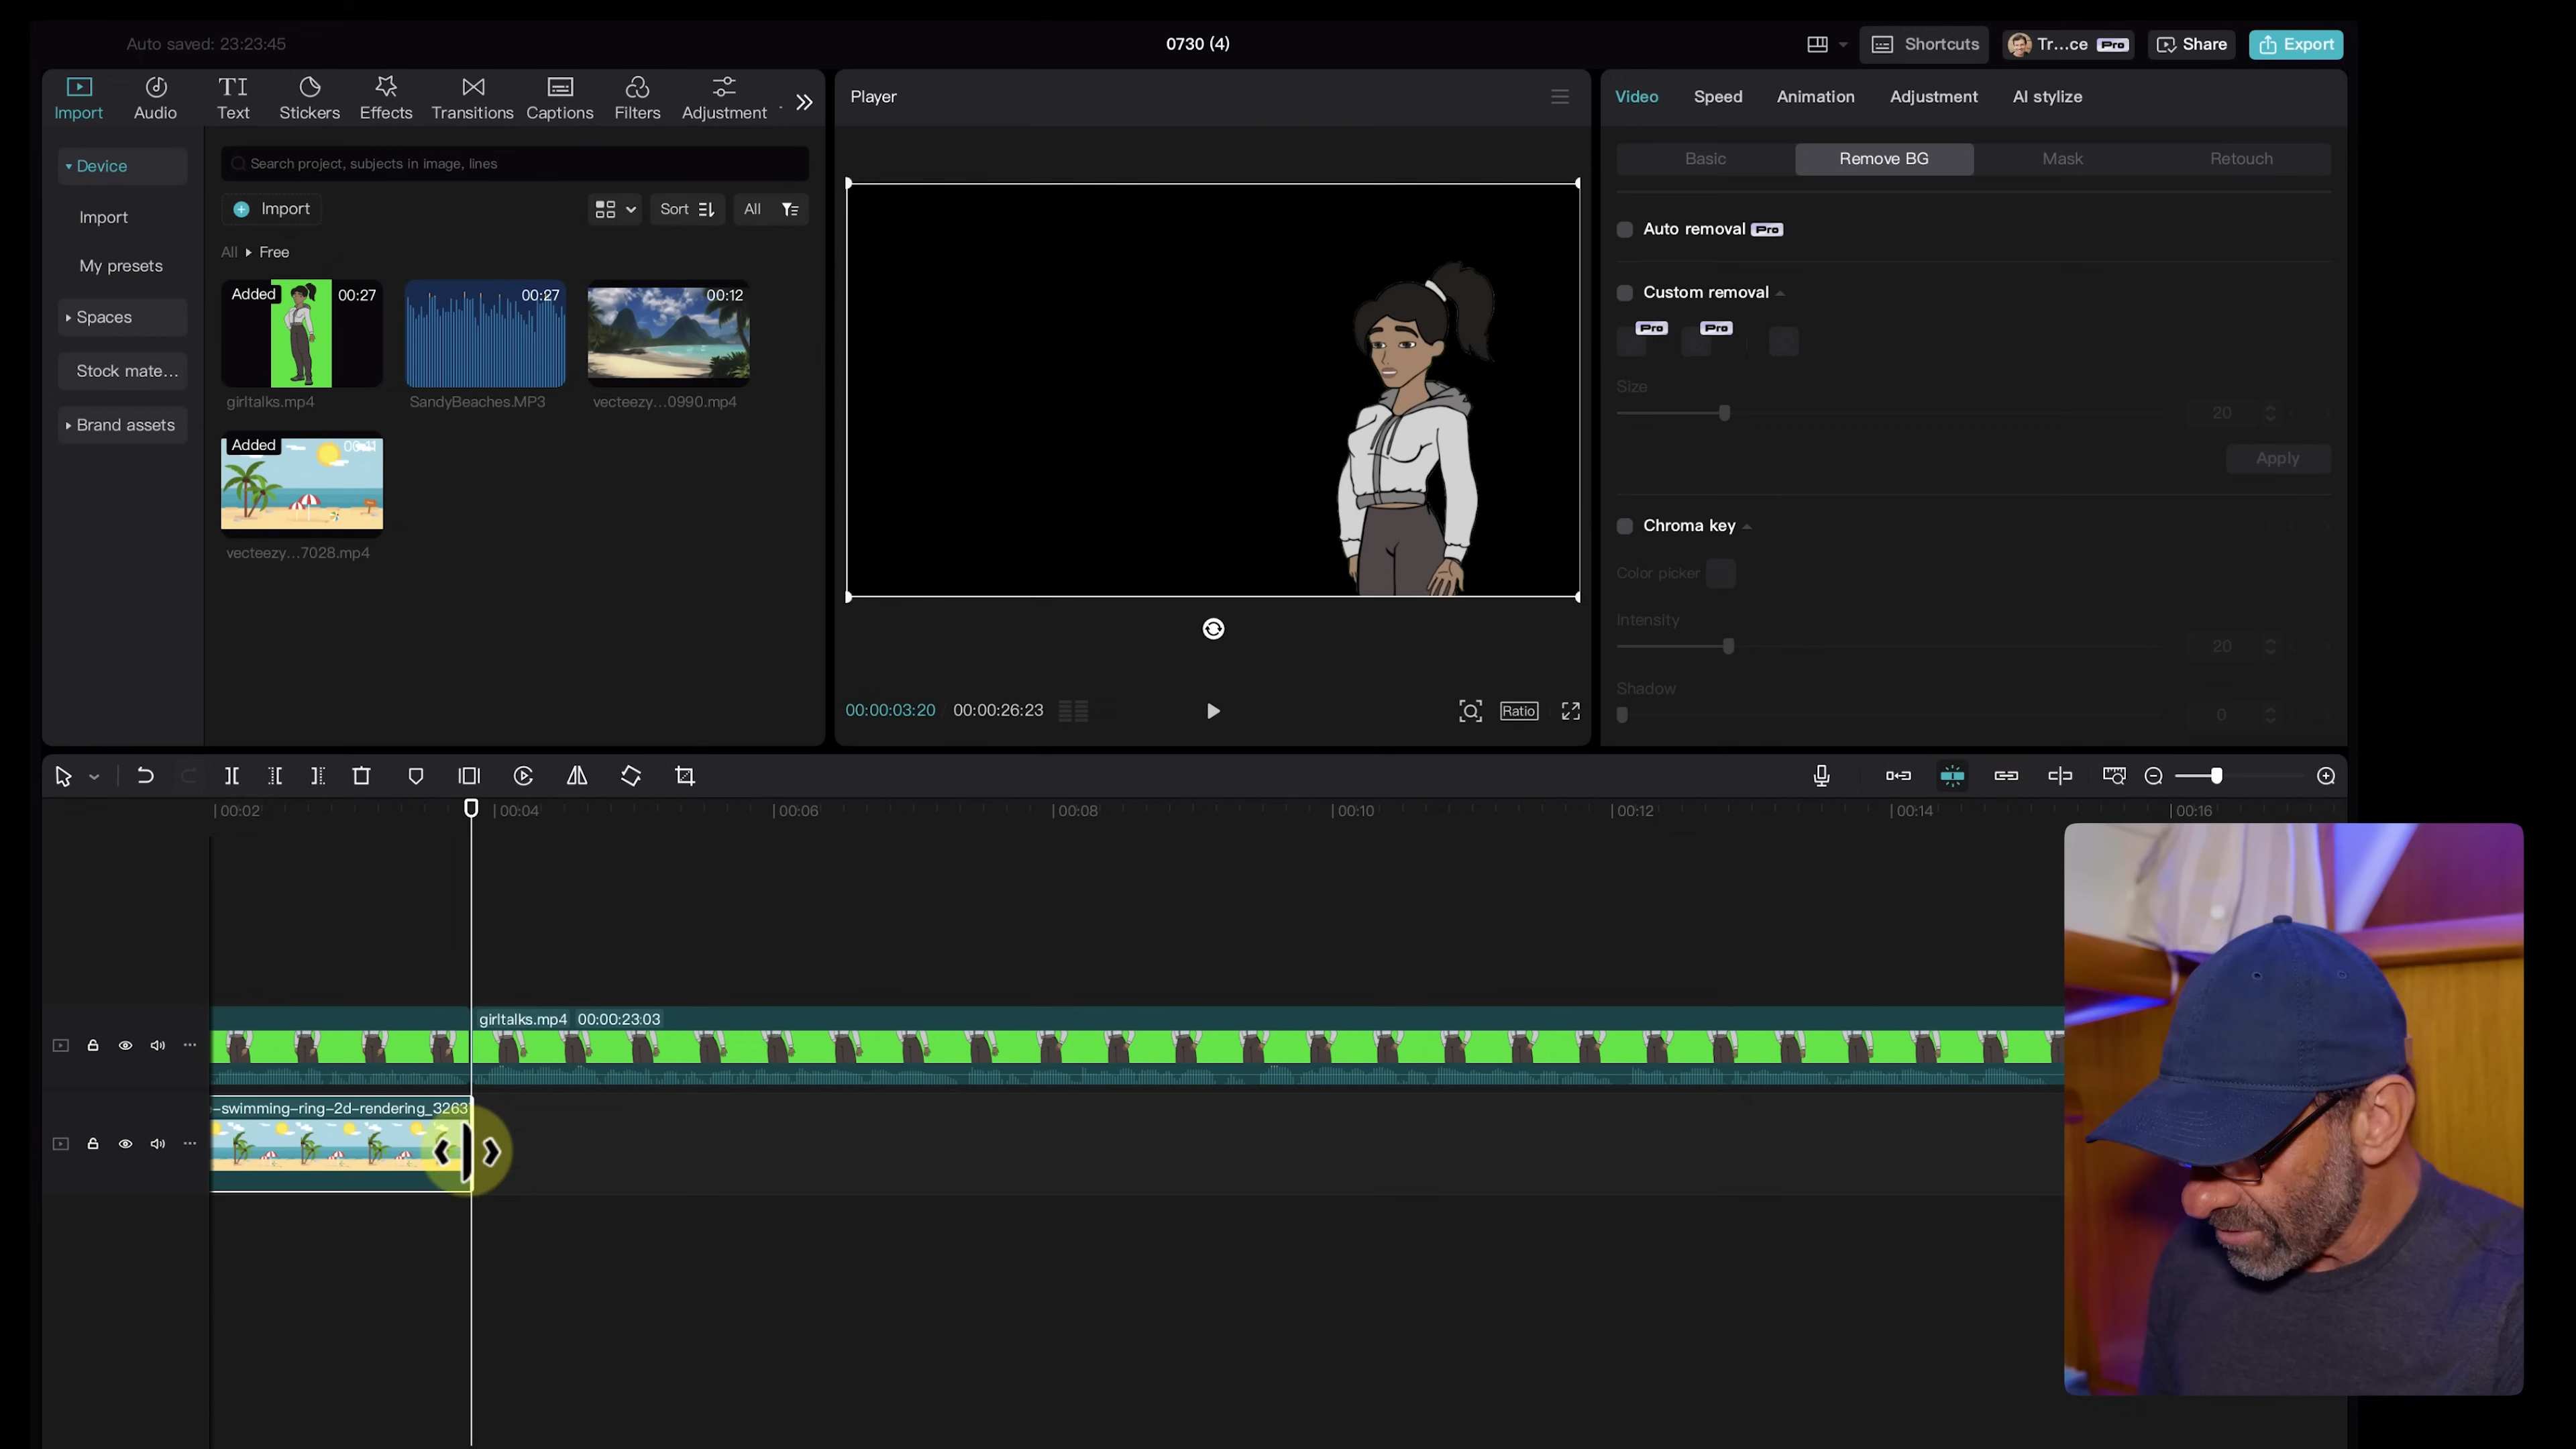 Auto saved: 23:23:45
0730 (4)
Shortcuts
Tr...ce Pro
Share
Export
Import
Audio
TI
Text
Stickers
Effects
Transitions
Captions
Filters
Adjustment
Device
Import
My presets
Spaces
Stock mate...
Brand assets
Search project, subjects in image, lines
Import
Sort
All
All
Free
Added
00:27
girltalks.mp4
00:27
SandyBeaches.MP3
00:12
vecteezy...0990.mp4
Added
00:11
vecteezy...7028.mp4
Player
00:00:03:20
00:00:26:23
Ratio
Video
Speed
Animation
Adjustment
AI stylize
Basic
Remove BG
Mask
Retouch
Auto removal Pro
Custom removal
Pro
Pro
Size
20
Apply
Chroma key
Color picker
Intensity
20
Shadow
0
00:02
00:04
00:06
00:08
00:10
00:12
00:14
00:16
girltalks.mp4 00:00:23:03
-swimming-ring-2d-rendering_3263